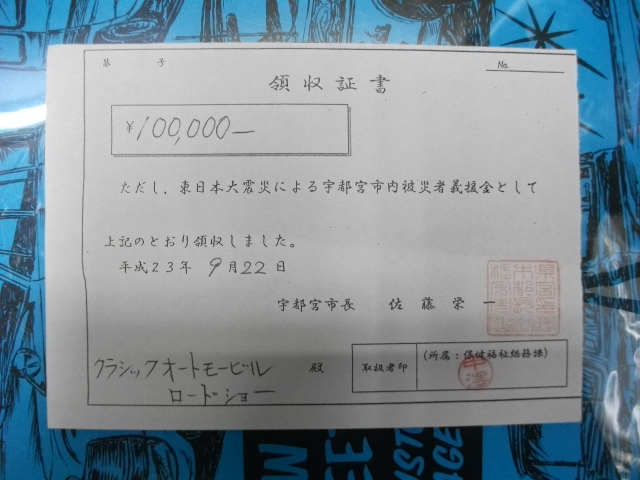 第　号
No.
領収証書
¥100,000—
ただし、東日本大震災による宇都宮市内被災者義援金として
上記のとおり領収しました。
平成23年 9月22日
宇都宮市長　佐藤栄一
クラシックオートモービル
ロードショー
殿
取扱者印
(所属：保健福祉総務課)
中澤